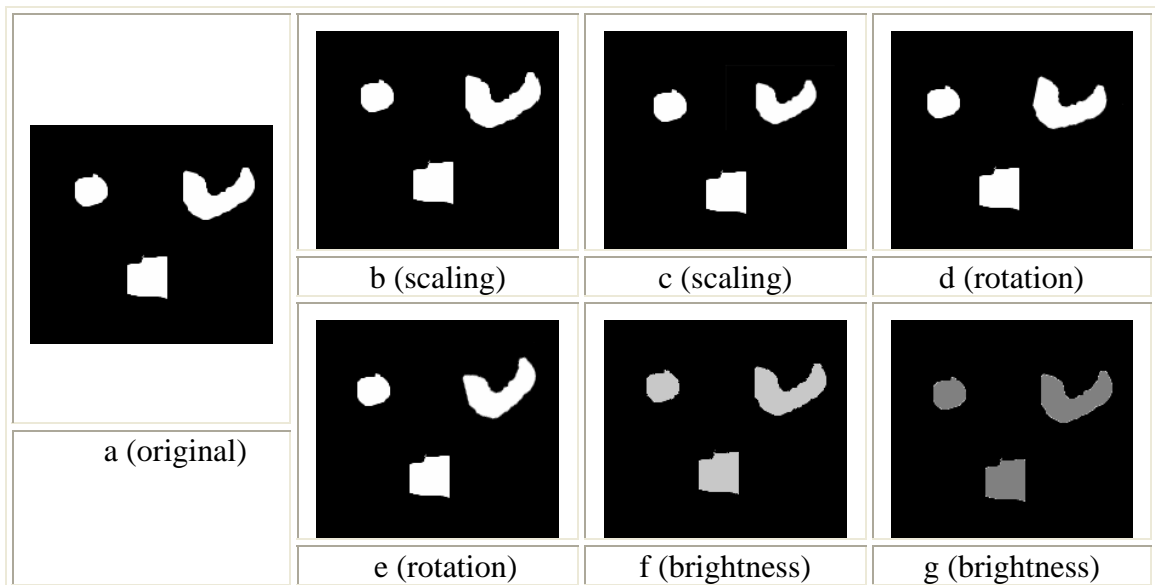 b (scaling)
c (scaling)
d (rotation)
a (original)
e (rotation)
f (brightness)
g (brightness)